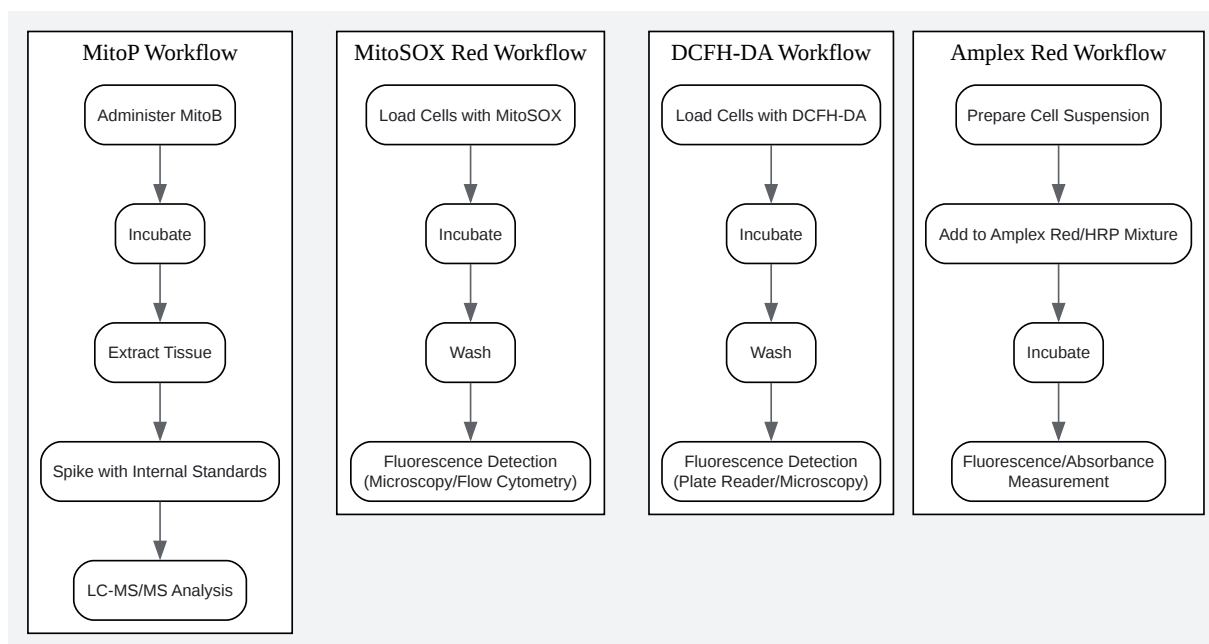 MitoP Workflow
Administer MitoB
Incubate
Extract Tissue
Spike with Internal Standards
LC-MS/MS Analysis
MitoSOX Red Workflow
Load Cells with MitoSOX
Incubate
Wash
Fluorescence Detection
(Microscopy/Flow Cytometry)
DCFH-DA Workflow
Load Cells with DCFH-DA
Incubate
Wash
Fluorescence Detection
(Plate Reader/Microscopy)
Amplex Red Workflow
Prepare Cell Suspension
Add to Amplex Red/HRP Mixture
Incubate
Fluorescence/Absorbance
Measurement